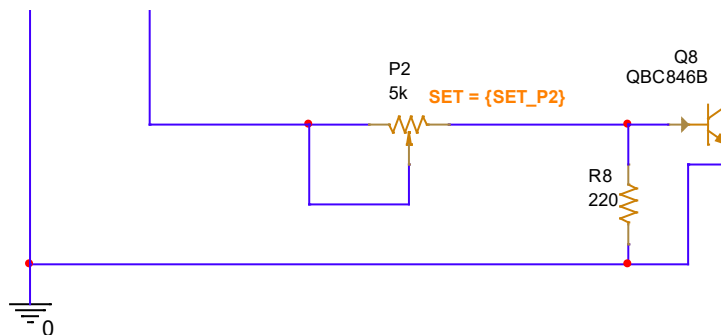 Q8
QBC846B
P2
5k
SET = {SET_P2}
R8
220
0